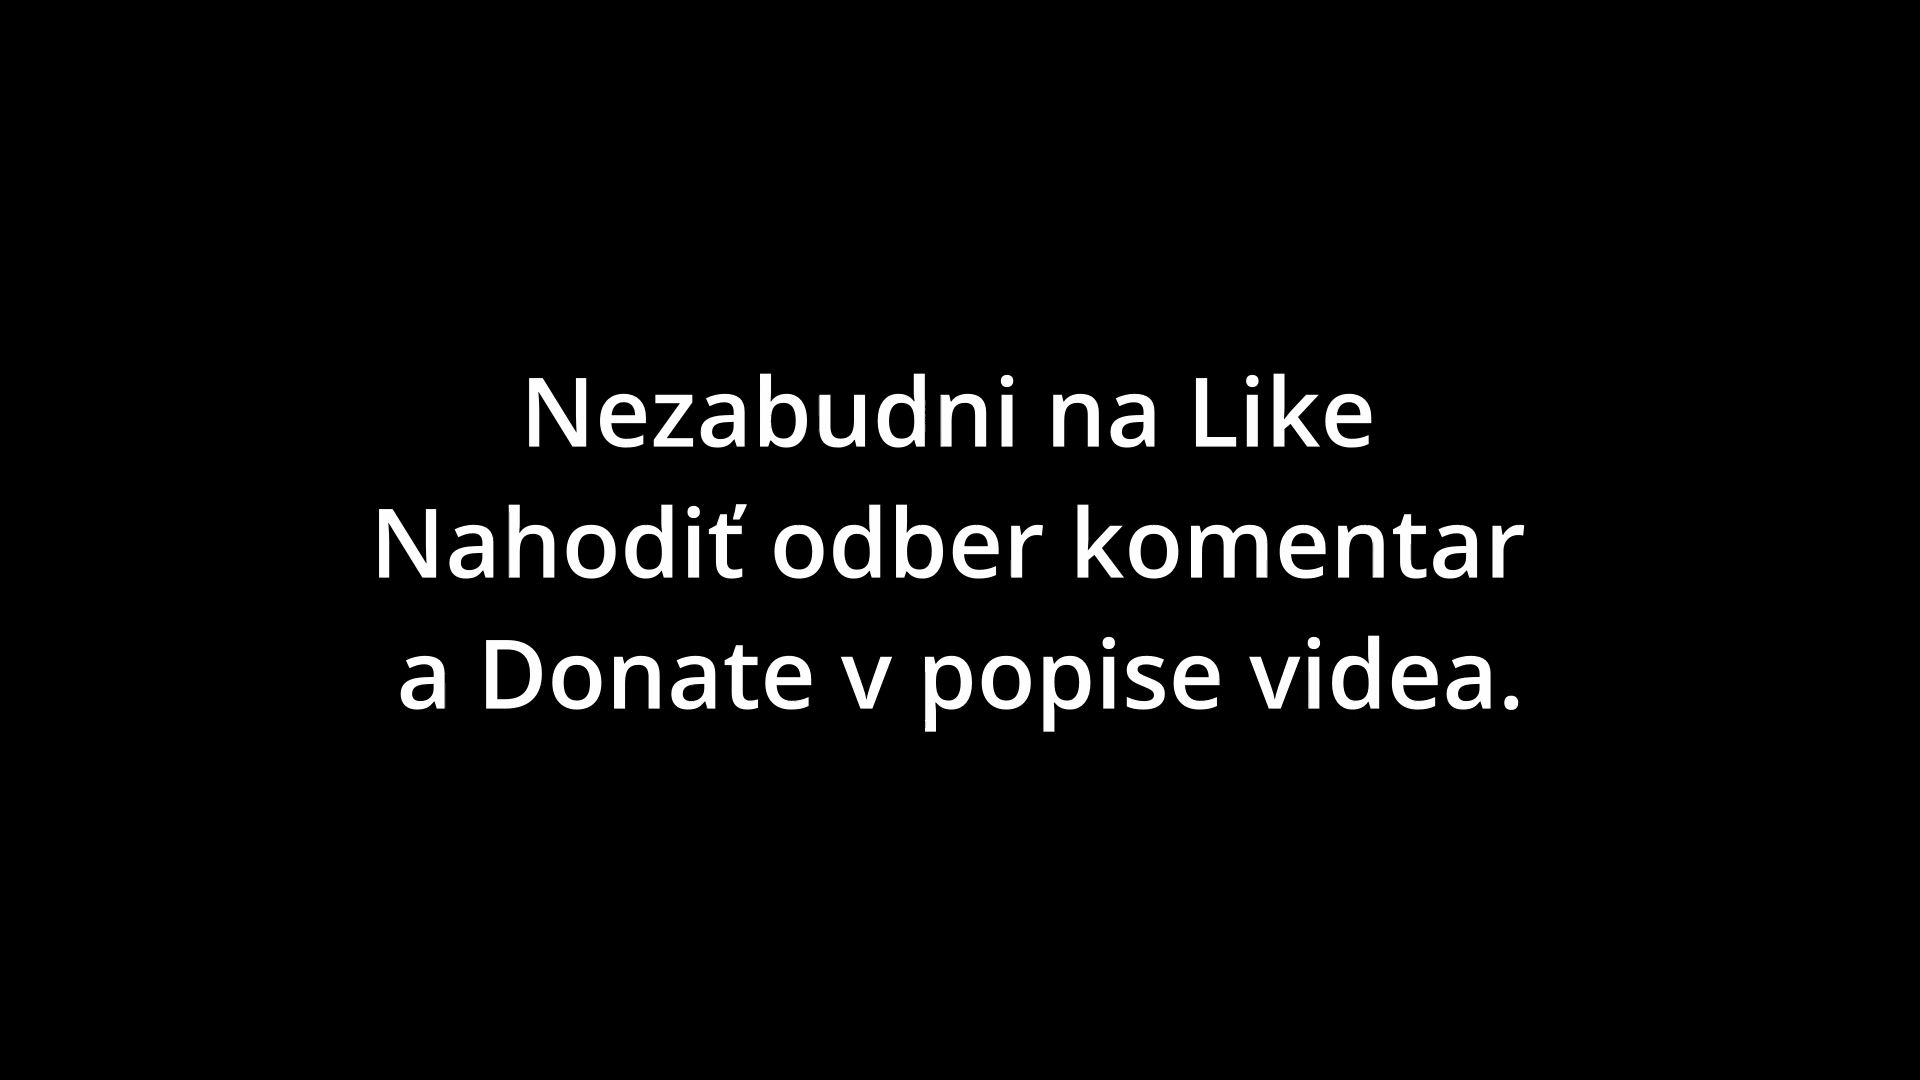 Nezabudni na Like
Nahodiť odber komentar
a Donate v popise videa.